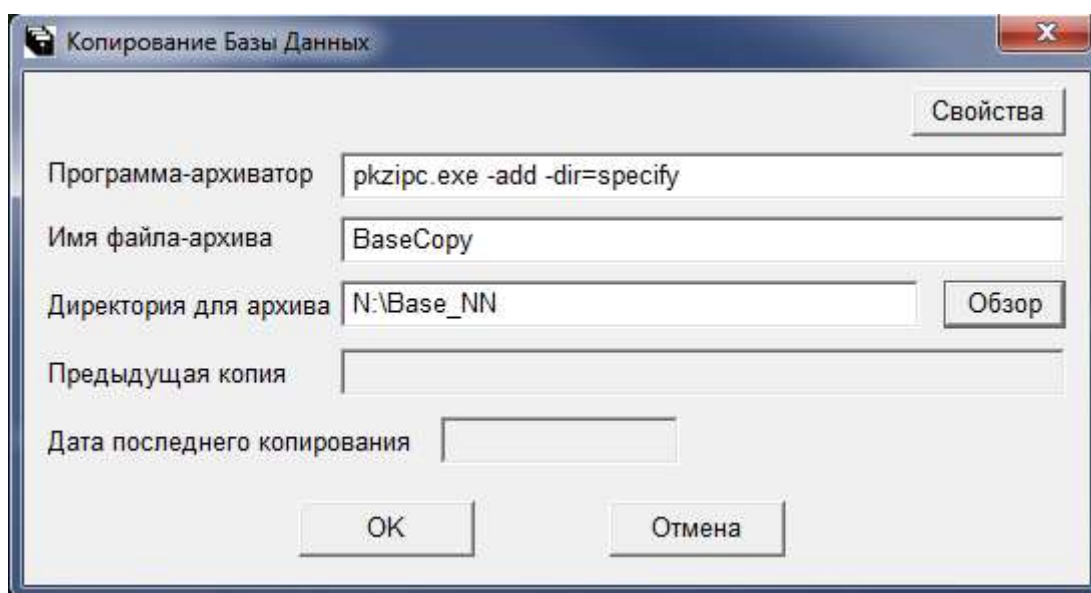 Копирование Базы Данных
Свойства
Программа-архиватор pkzipc.exe -add -dir=specify
Имя файла-архива BaseCopy
Директория для архива N:\Base_NN Обзор
Предыдущая копия
Дата последнего копирования
OK Отмена